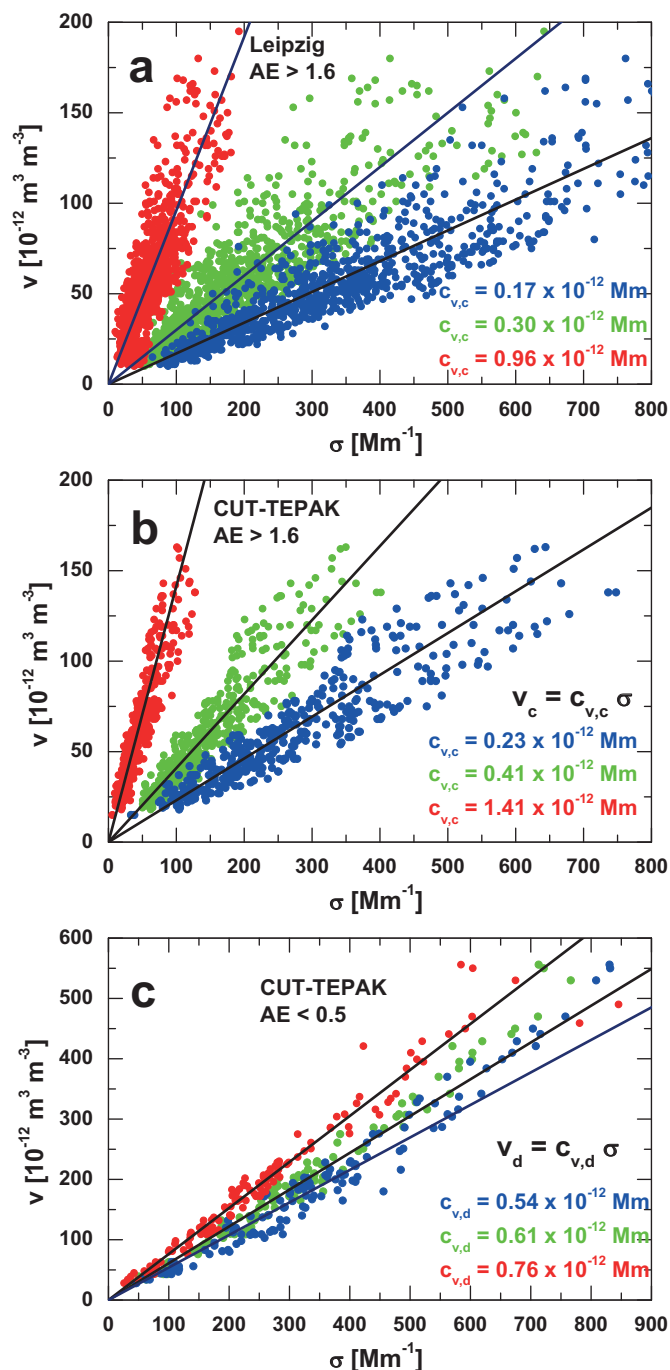 200
a
Leipzig
AE > 1.6
150
v [10⁻¹² m³ m⁻³]
100
50
c_v,c = 0.17 x 10⁻¹² Mm
c_v,c = 0.30 x 10⁻¹² Mm
c_v,c = 0.96 x 10⁻¹² Mm
0
0 100 200 300 400 500 600 700 800
σ [Mm⁻¹]
200
b
CUT-TEPAK
AE > 1.6
150
v [10⁻¹² m³ m⁻³]
100
v_c = c_v,c σ
50
c_v,c = 0.23 x 10⁻¹² Mm
c_v,c = 0.41 x 10⁻¹² Mm
c_v,c = 1.41 x 10⁻¹² Mm
0
0 100 200 300 400 500 600 700 800
σ [Mm⁻¹]
600
c
CUT-TEPAK
AE < 0.5
500
400
v [10⁻¹² m³ m⁻³]
300
v_d = c_v,d σ
200
c_v,d = 0.54 x 10⁻¹² Mm
100
c_v,d = 0.61 x 10⁻¹² Mm
c_v,d = 0.76 x 10⁻¹² Mm
0
0 100 200 300 400 500 600 700 800 900
σ [Mm⁻¹]